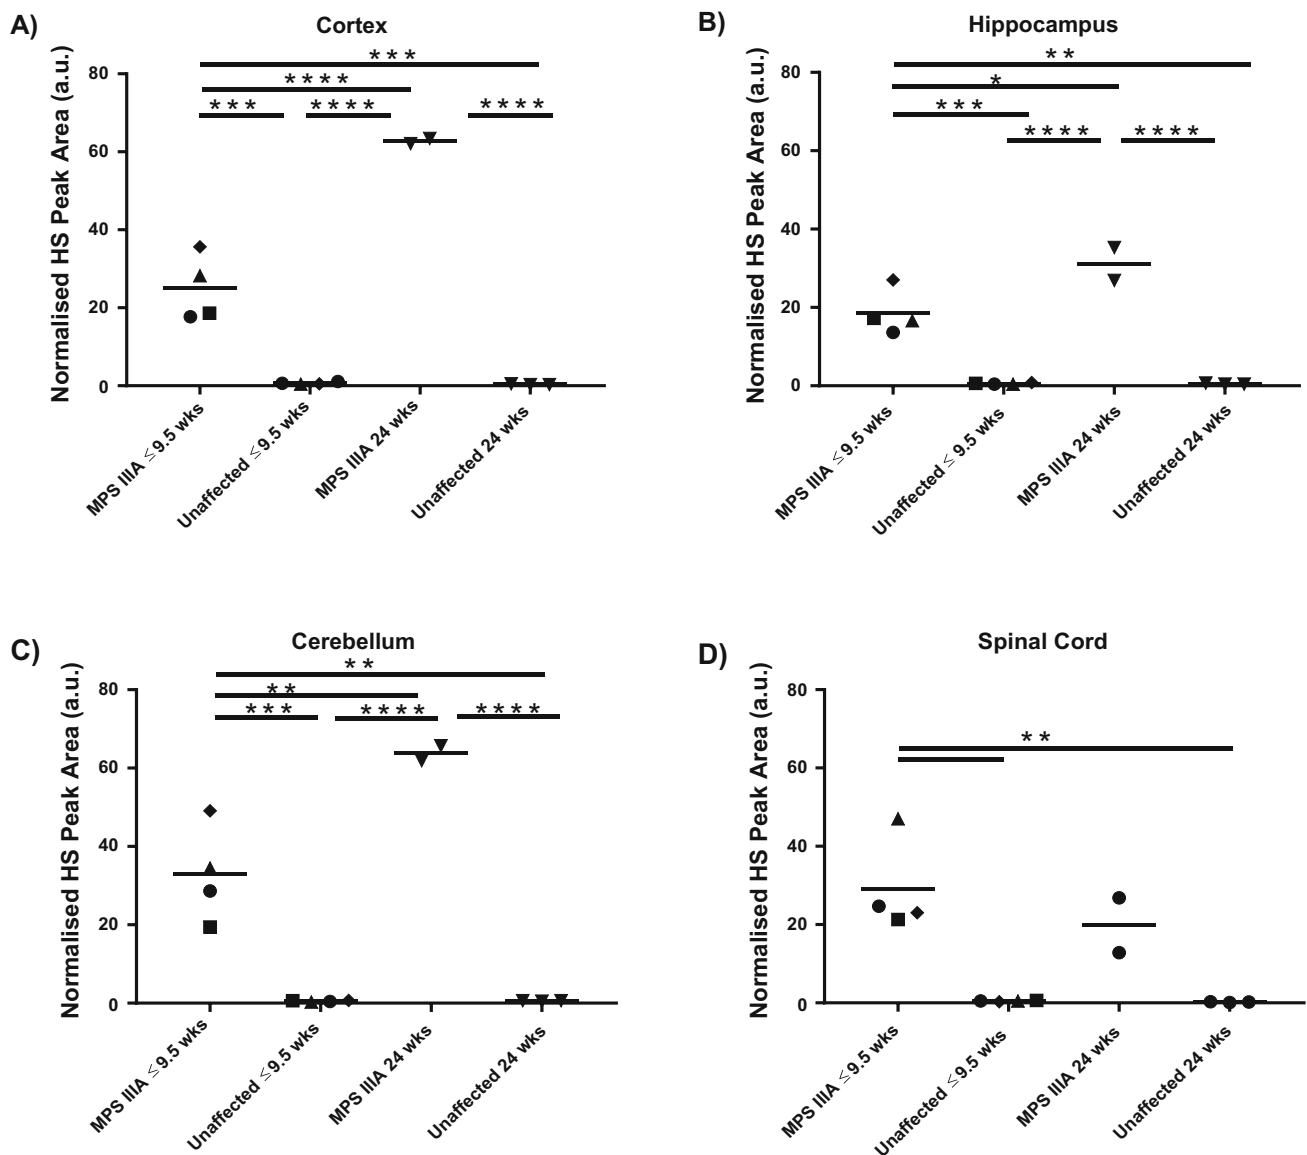 A)
Cortex
Normalised HS Peak Area (a.u.)
80
60
40
20
0
***
****
***
****
****
MPS IIIA ≤9.5 wks
Unaffected ≤9.5 wks
MPS IIIA 24 wks
Unaffected 24 wks
B)
Hippocampus
Normalised HS Peak Area (a.u.)
80
60
40
20
0
**
*
***
****
****
MPS IIIA ≤9.5 wks
Unaffected ≤ 9.5 wks
MPS IIIA 24 wks
Unaffected 24 wks
C)
Cerebellum
Normalised HS Peak Area (a.u.)
80
60
40
20
0
**
**
***
****
****
MPS IIIA ≤9.5 wks
Unaffected ≤9.5 wks
MPS IIIA 24 wks
Unaffected 24 wks
D)
Spinal Cord
Normalised HS Peak Area (a.u.)
80
60
40
20
0
**
MPS IIIA ≤9.5 wks
Unaffected ≤9.5 wks
MPS IIIA 24 wks
Unaffected 24 wks